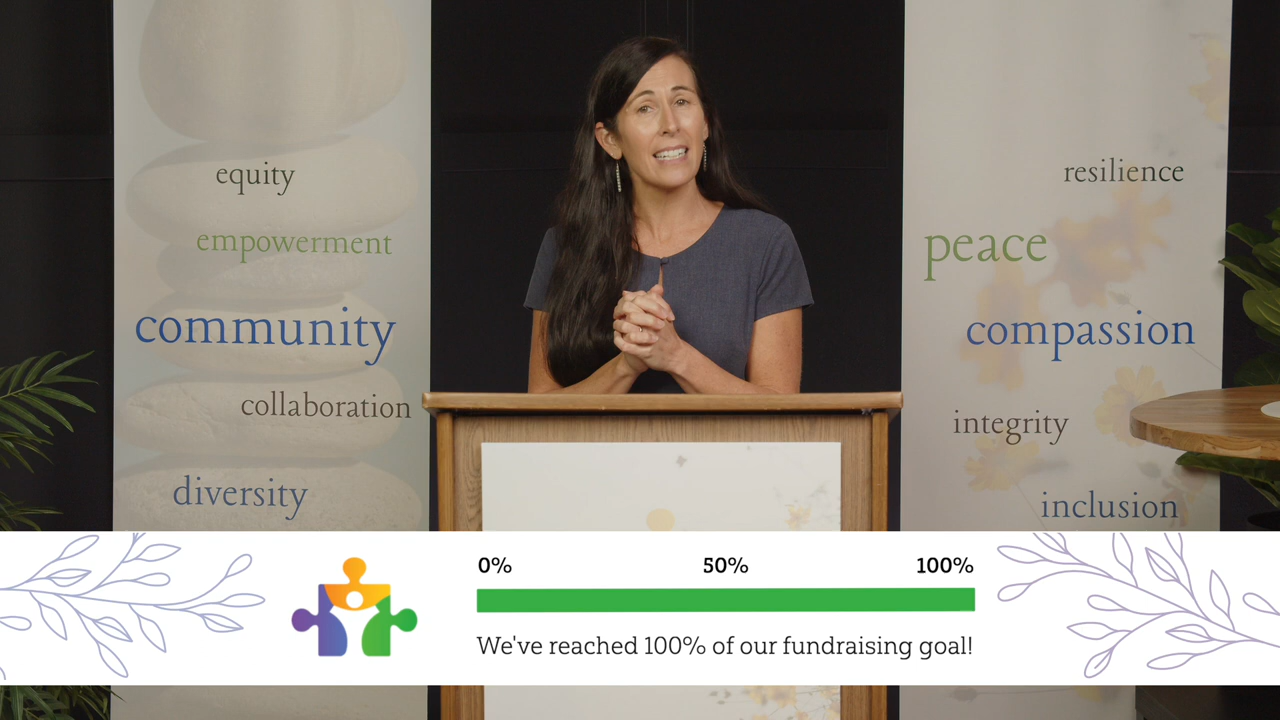 equity
empowerment
community
collaboration
diversity
resilience
peace
compassion
integrity
inclusion
0% 50% 100%
We've reached 100% of our fundraising goal!